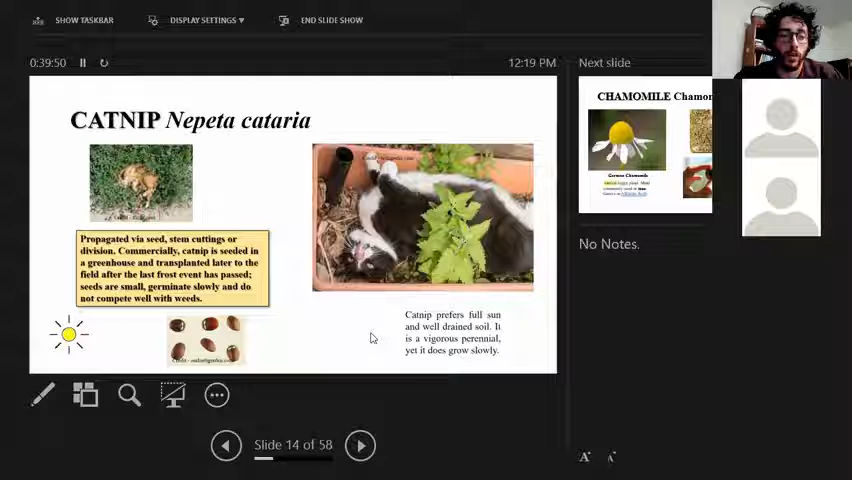 SHOW TASKBAR
DISPLAY SETTINGS ▼
END SLIDE SHOW
0:39:50
12:19 PM
CATNIP Nepeta cataria
Propagated via seed, stem cuttings or
division. Commercially, catnip is seeded in
a greenhouse and transplanted later to the
field after the last frost event has passed;
seeds are small, germinate slowly and do
not compete well with weeds.
Catnip prefers full sun
and well drained soil. It
is a vigorous perennial,
yet it does grow slowly.
Slide 14 of 58
Next slide
CHAMOMILE Chamom
German Chamomile
No Notes.
A
A